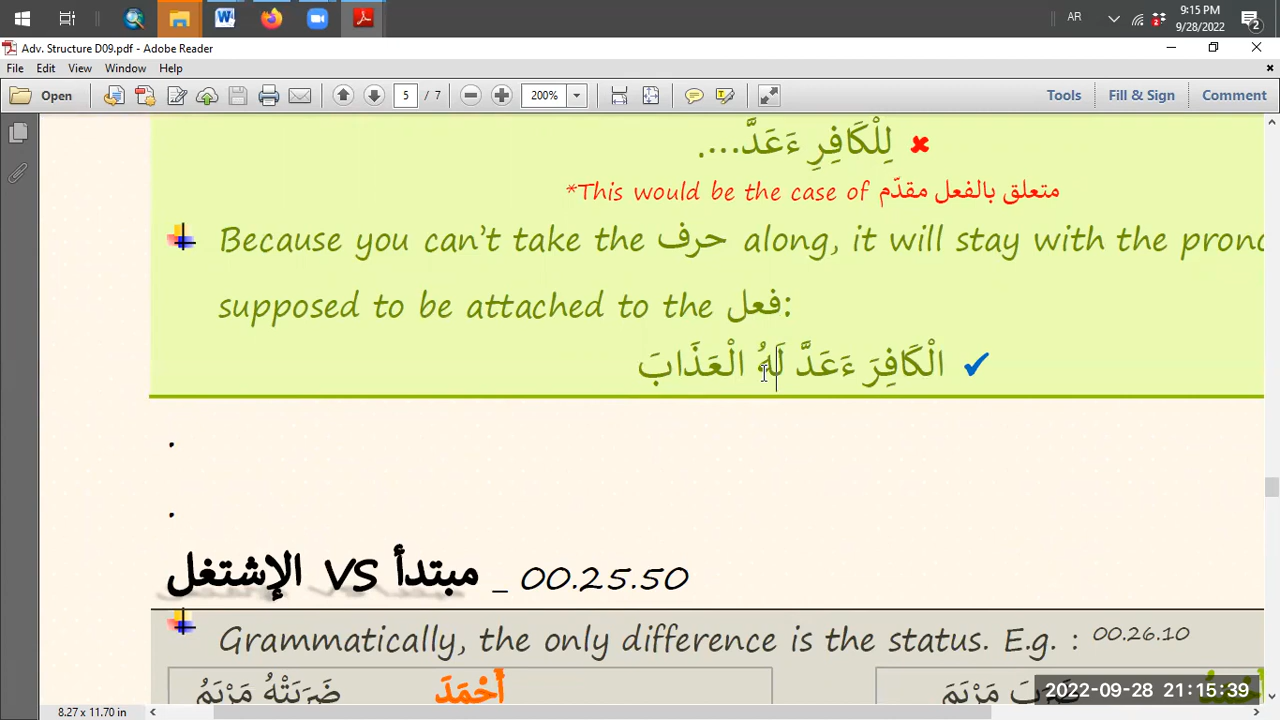 AR
9:15 PM
9/28/2022
2
2
Adv. Structure D09.pdf - Adobe Reader
File Edit View Window Help
Open 5 / 7 200% Tools Fill & Sign Comment
لِلْكَافِرِ ءَعَدَّ....
*This would be the case of متعلق بالفعل مقدّم
Because you can't take the حرف along, it will stay with the
supposed to be attached to the فعل:
الْكَافِرَ ءَعَدَّ لَهُ الْعَذَابَ
.
.
مبتدأ VS الإشتغل _ 00.25.50
Grammatically, the only difference is the status. E.g. : 00.26.10
أَحْمَدَ ضَرَبَتْهُ مَرْيَمُ
ضَرَبَ مَرْيَمَ
2022-09-28 21:15:39
8.27 x 11.70 in